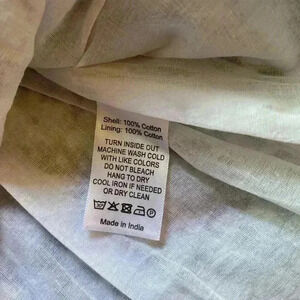 Shell: 100% Cotton
Lining: 100% Cotton
TURN INSIDE OUT
MACHINE WASH COLD
WITH LIKE COLORS
DO NOT BLEACH
HANG TO DRY
COOL IRON IF NEEDED
OR DRY CLEAN
Made in India